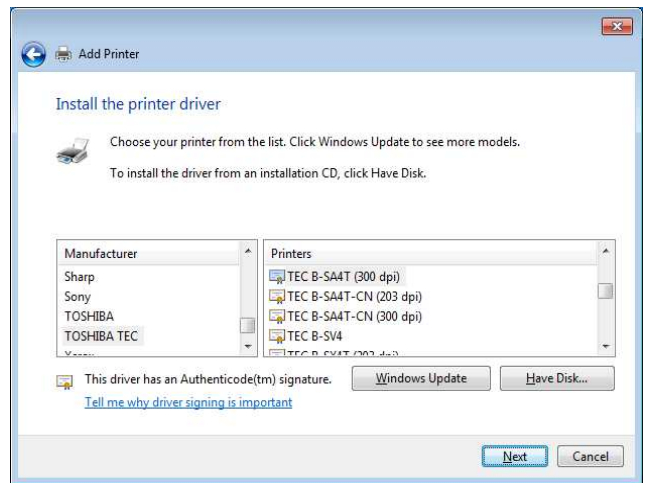 Add Printer
Install the printer driver
Choose your printer from the list. Click Windows Update to see more models.
To install the driver from an installation CD, click Have Disk.
Manufacturer
Sharp
Sony
TOSHIBA
TOSHIBA TEC
Printers
TEC B-SA4T (300 dpi)
TEC B-SA4T-CN (203 dpi)
TEC B-SA4T-CN (300 dpi)
TEC B-SV4
This driver has an Authenticode(tm) signature.
Tell me why driver signing is important
Windows Update
Have Disk...
Next
Cancel